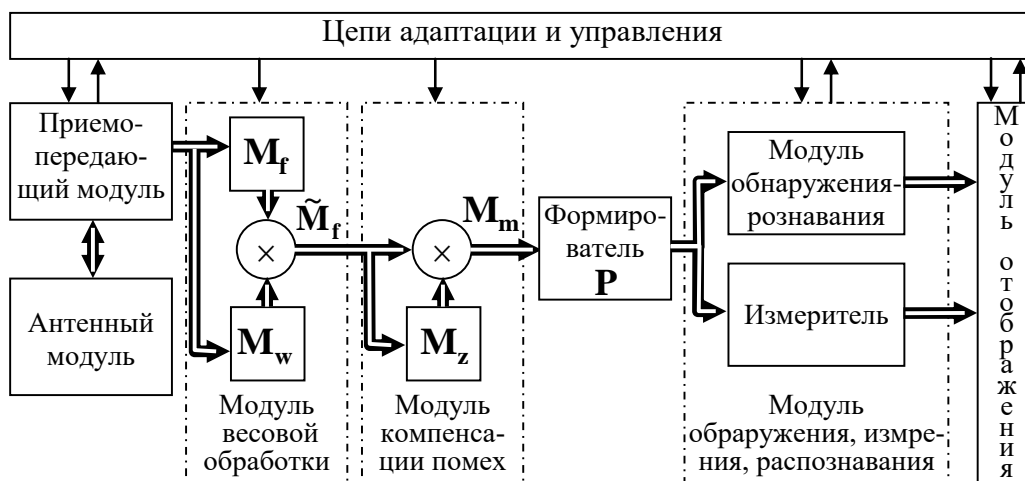 Цепи адаптации и управления
Приемо-
передаю-
щий модуль
Антенный
модуль
M_f
M̃_f
M_w
Модуль
весовой
обработки
M_m
M_z
Модуль
компенса-
ции помех
Формиро-
ватель
P
Модуль
обнаружения-
рознавания
Измеритель
Модуль
обраружения, измре-
ния, распознавания
Модуль отображения